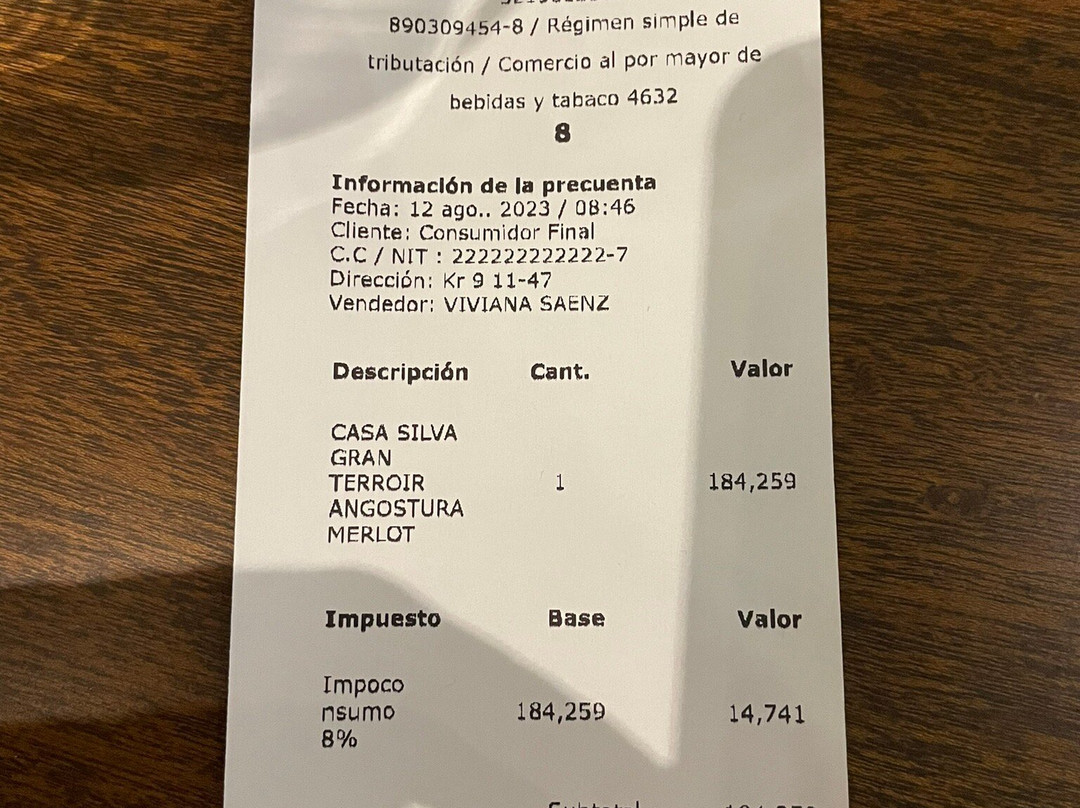 890309454-8 / Régimen simple de
tributación / Comercio al por mayor de
bebidas y tabaco 4632
8
Información de la precuenta
Fecha: 12 ago.. 2023 / 08:46
Cliente: Consumidor Final
C.C / NIT : 222222222222-7
Dirección: Kr 9 11-47
Vendedor: VIVIANA SAENZ
Descripción Cant. Valor
CASA SILVA
GRAN
TERROIR 1 184,259
ANGOSTURA
MERLOT
Impuesto Base Valor
Impoco
nsumo 184,259 14,741
8%